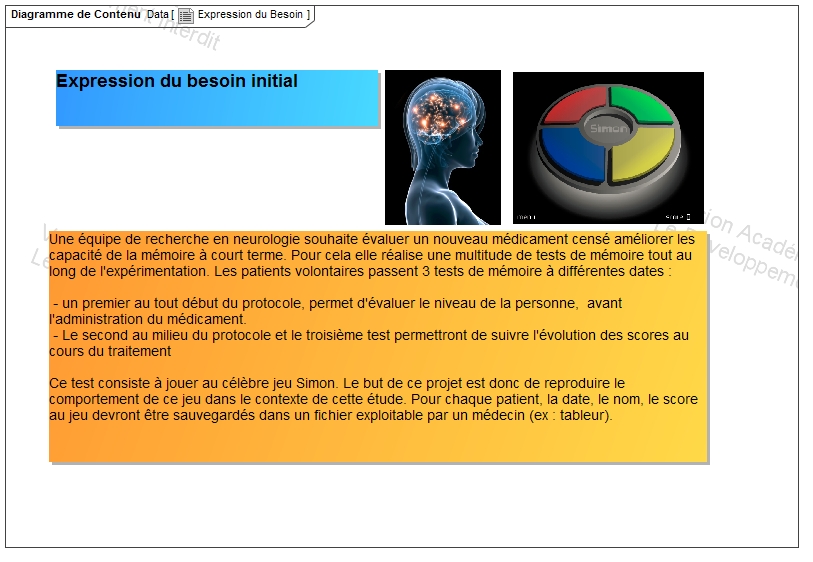 Diagramme de Contenu Data [ Expression du Besoin ]
Interdit
Expression du besoin initial
Simon
menu
score 0
Une équipe de recherche en neurologie souhaite évaluer un nouveau médicament censé améliorer les
capacité de la mémoire à court terme. Pour cela elle réalise une multitude de tests de mémoire tout au
long de l'expérimentation. Les patients volontaires passent 3 tests de mémoire à différentes dates :
- un premier au tout début du protocole, permet d'évaluer le niveau de la personne, avant
l'administration du médicament.
- Le second au milieu du protocole et le troisième test permettront de suivre l'évolution des scores au
cours du traitement
Ce test consiste à jouer au célèbre jeu Simon. Le but de ce projet est donc de reproduire le
comportement de ce jeu dans le contexte de cette étude. Pour chaque patient, la date, le nom, le score
au jeu devront être sauvegardés dans un fichier exploitable par un médecin (ex : tableur).